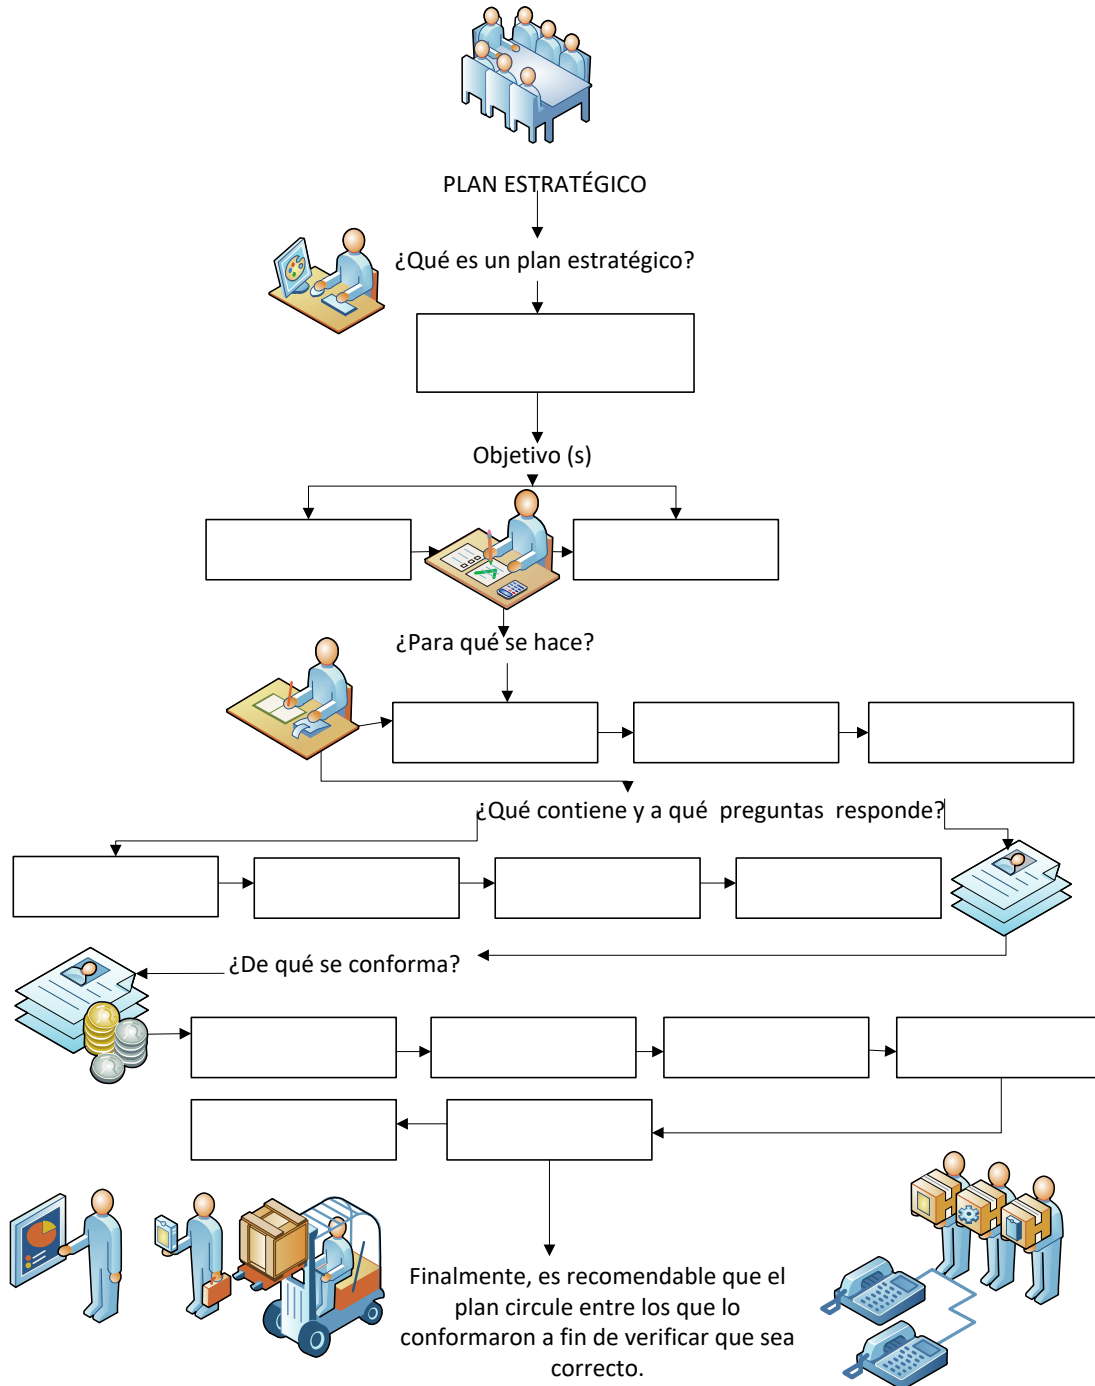 PLAN ESTRATÉGICO
¿Qué es un plan estratégico?
Objetivo (s)
¿Para qué se hace?
¿Qué contiene y a qué preguntas responde?
¿De qué se conforma?
Finalmente, es recomendable que el
plan circule entre los que lo
conformaron a fin de verificar que sea
correcto.